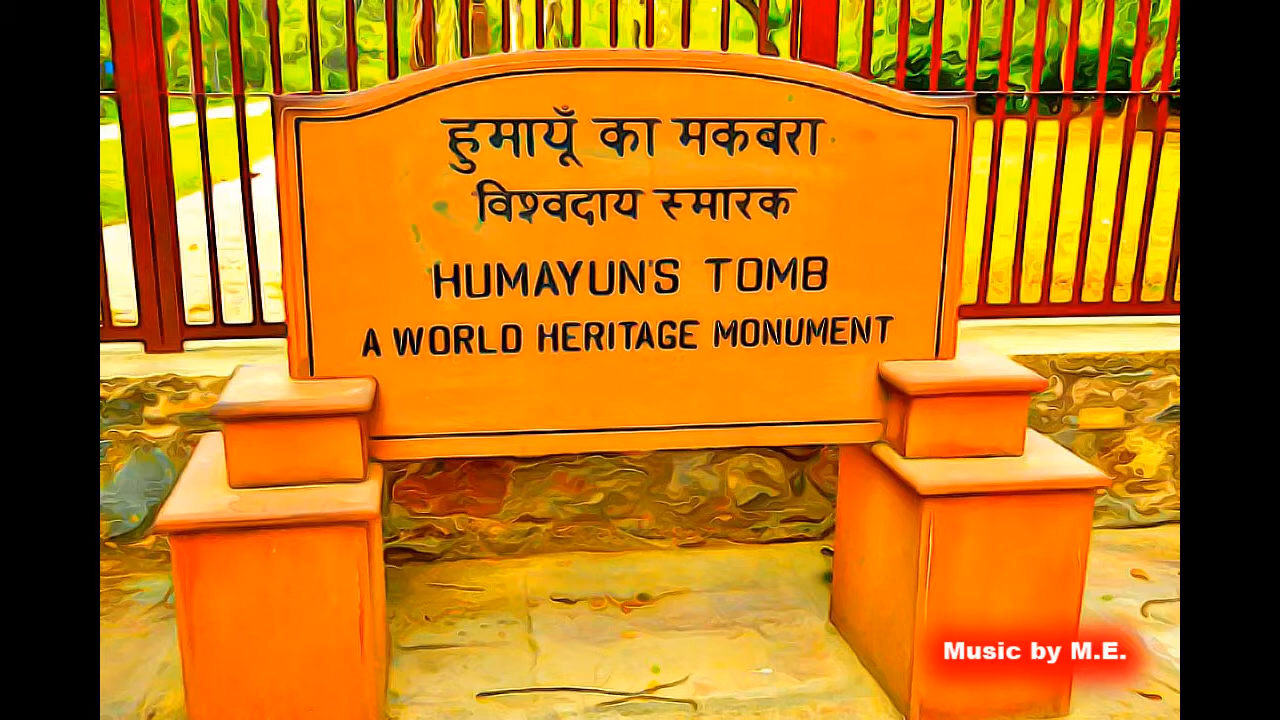 हुमायूँ का मकबरा
विश्वदाय स्मारक
HUMAYUN'S TOMB
A WORLD HERITAGE MONUMENT
Music by M.E.